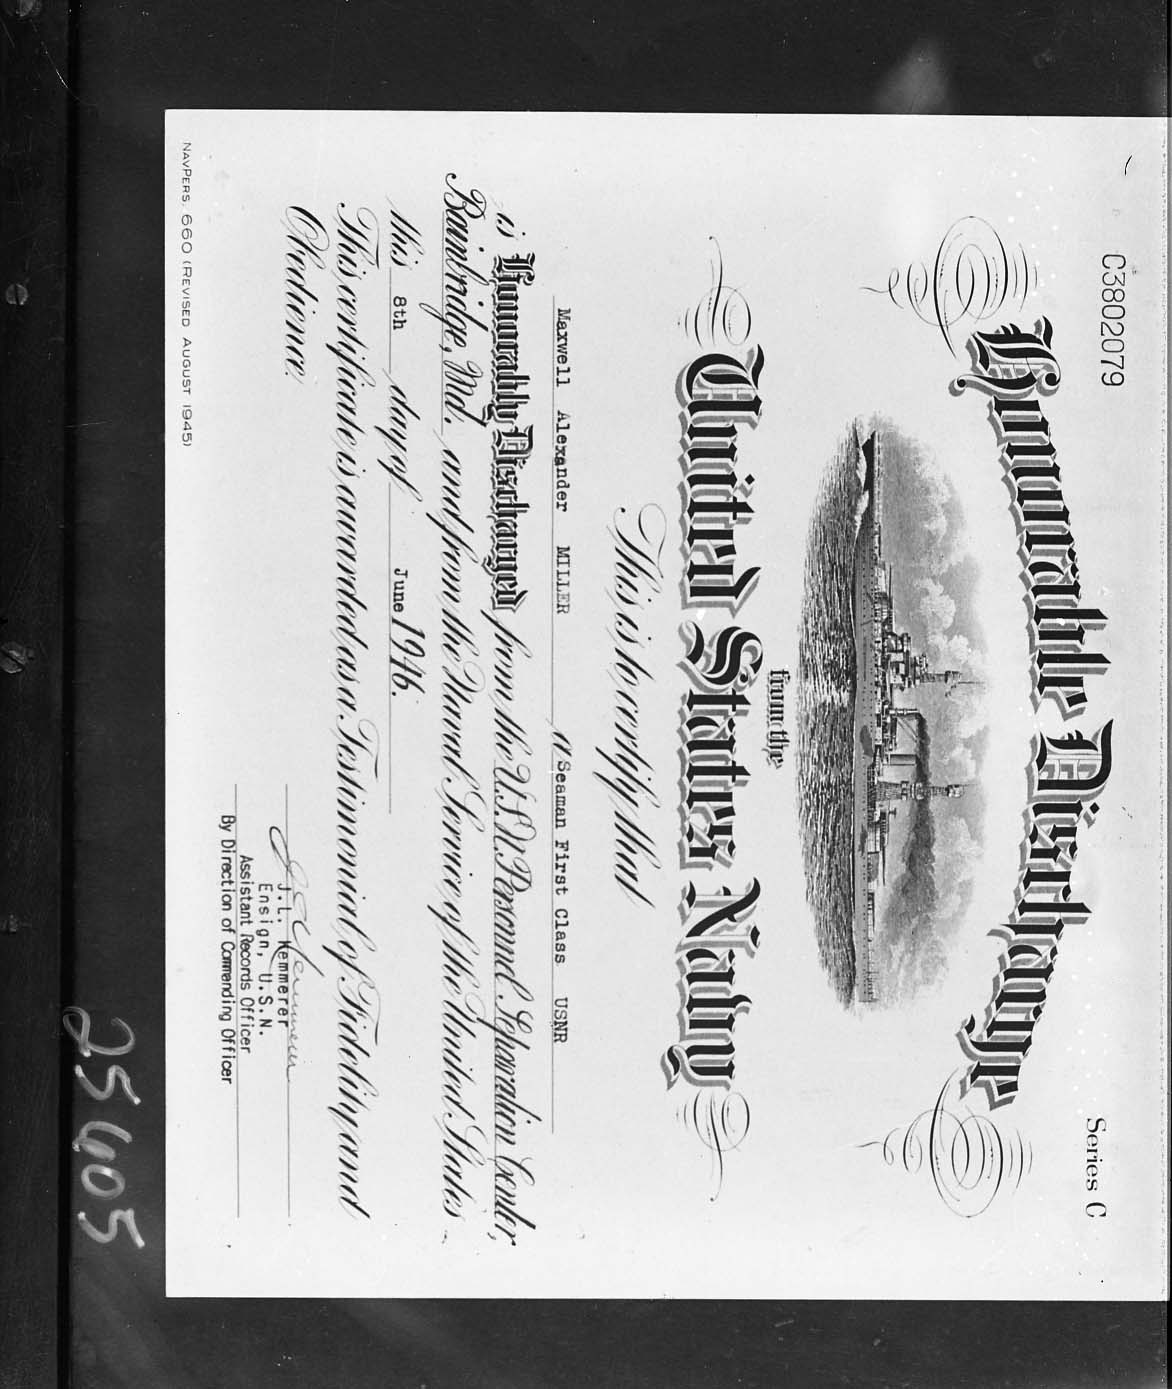 C3802079
Series C
Honorable Discharge
from the
United States Navy
This is to certify that
Maxwell Alexander MILLER a Seaman First Class USNR
is Honorably Discharged from the U.S.N. Personnel Separation Center,
Bainbridge, Md. and from the Naval Service of the United States
this 8th day of June 1946.
This certificate is awarded as a Testimonial of Fidelity and
Obedience.
J. L. Kemmerer
J.L. Kemmerer
Ensign, U.S.N.
Assistant Records Officer
By Direction of Commanding Officer
NAVPERS. 660 (REVISED AUGUST 1945)
25605